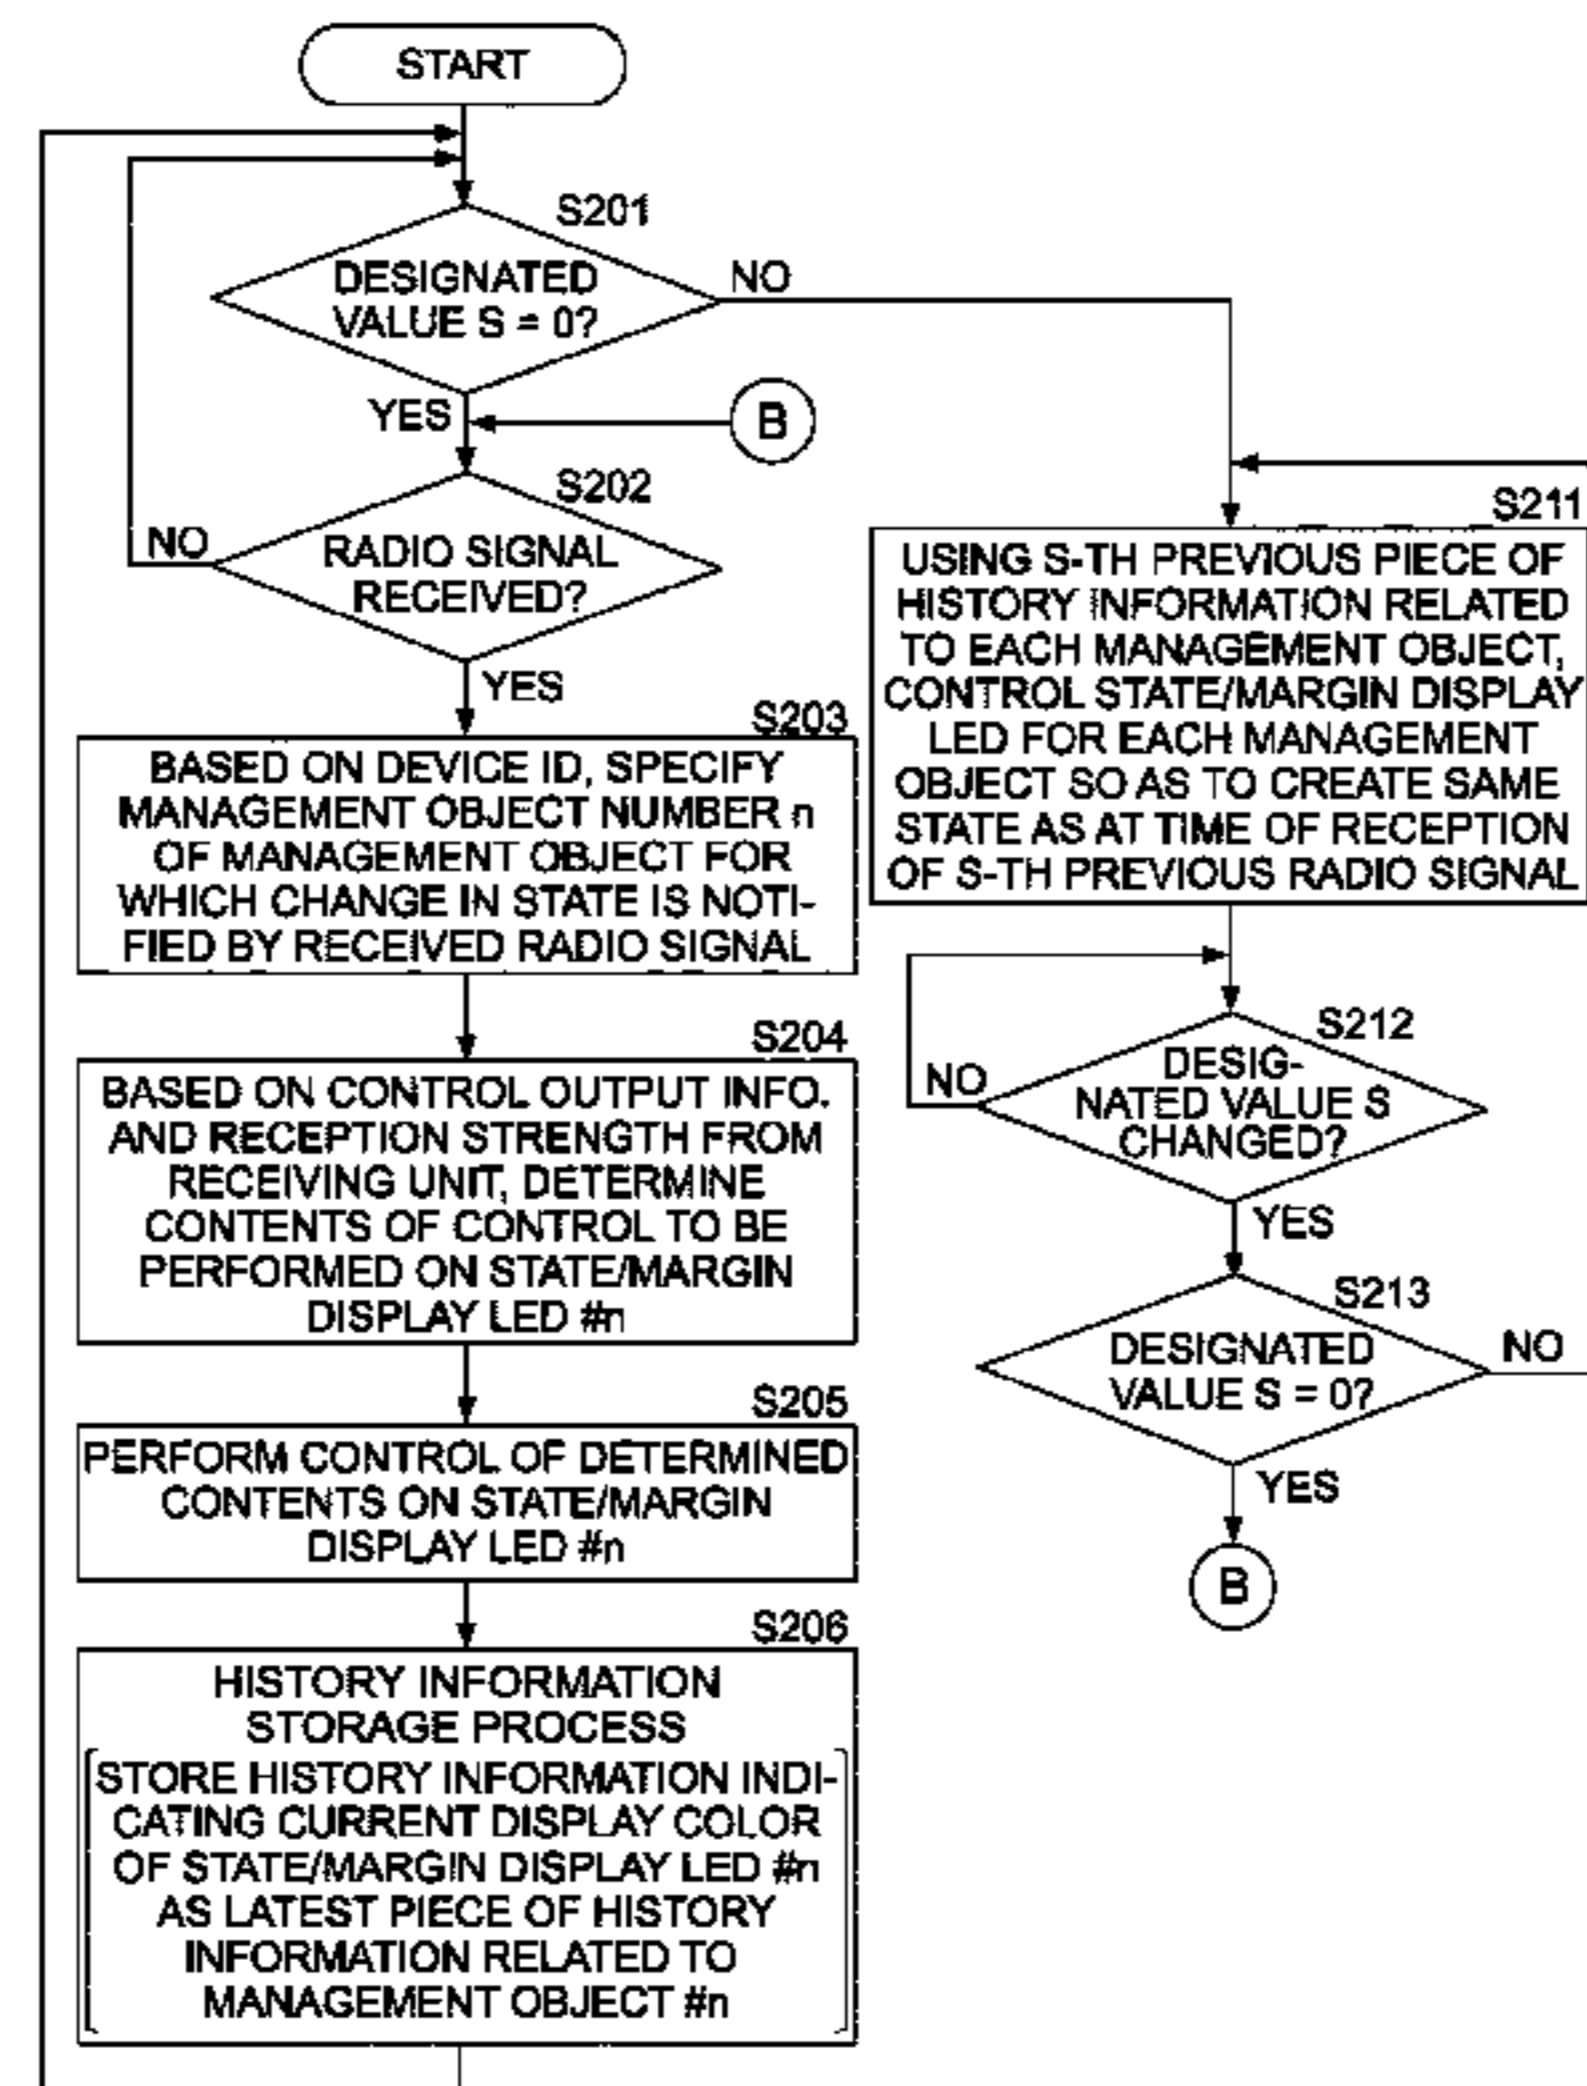 START
S201
DESIGNATED
VALUE S = 0?
NO
YES
B
S202
RADIO SIGNAL
RECEIVED?
NO
YES
S203
BASED ON DEVICE ID, SPECIFY
MANAGEMENT OBJECT NUMBER n
OF MANAGEMENT OBJECT FOR
WHICH CHANGE IN STATE IS NOTI-
FIED BY RECEIVED RADIO SIGNAL
S204
BASED ON CONTROL OUTPUT INFO.
AND RECEPTION STRENGTH FROM
RECEIVING UNIT, DETERMINE
CONTENTS OF CONTROL TO BE
PERFORMED ON STATE/MARGIN
DISPLAY LED #n
S205
PERFORM CONTROL OF DETERMINED
CONTENTS ON STATE/MARGIN
DISPLAY LED #n
S206
HISTORY INFORMATION
STORAGE PROCESS
STORE HISTORY INFORMATION INDI-
CATING CURRENT DISPLAY COLOR
OF STATE/MARGIN DISPLAY LED #n
AS LATEST PIECE OF HISTORY
INFORMATION RELATED TO
MANAGEMENT OBJECT #n
S211
USING S-TH PREVIOUS PIECE OF
HISTORY INFORMATION RELATED
TO EACH MANAGEMENT OBJECT,
CONTROL STATE/MARGIN DISPLAY
LED FOR EACH MANAGEMENT
OBJECT SO AS TO CREATE SAME
STATE AS AT TIME OF RECEPTION
OF S-TH PREVIOUS RADIO SIGNAL
S212
DESIG-
NATED VALUE S
CHANGED?
NO
YES
S213
DESIGNATED
VALUE S = 0?
NO
YES
B